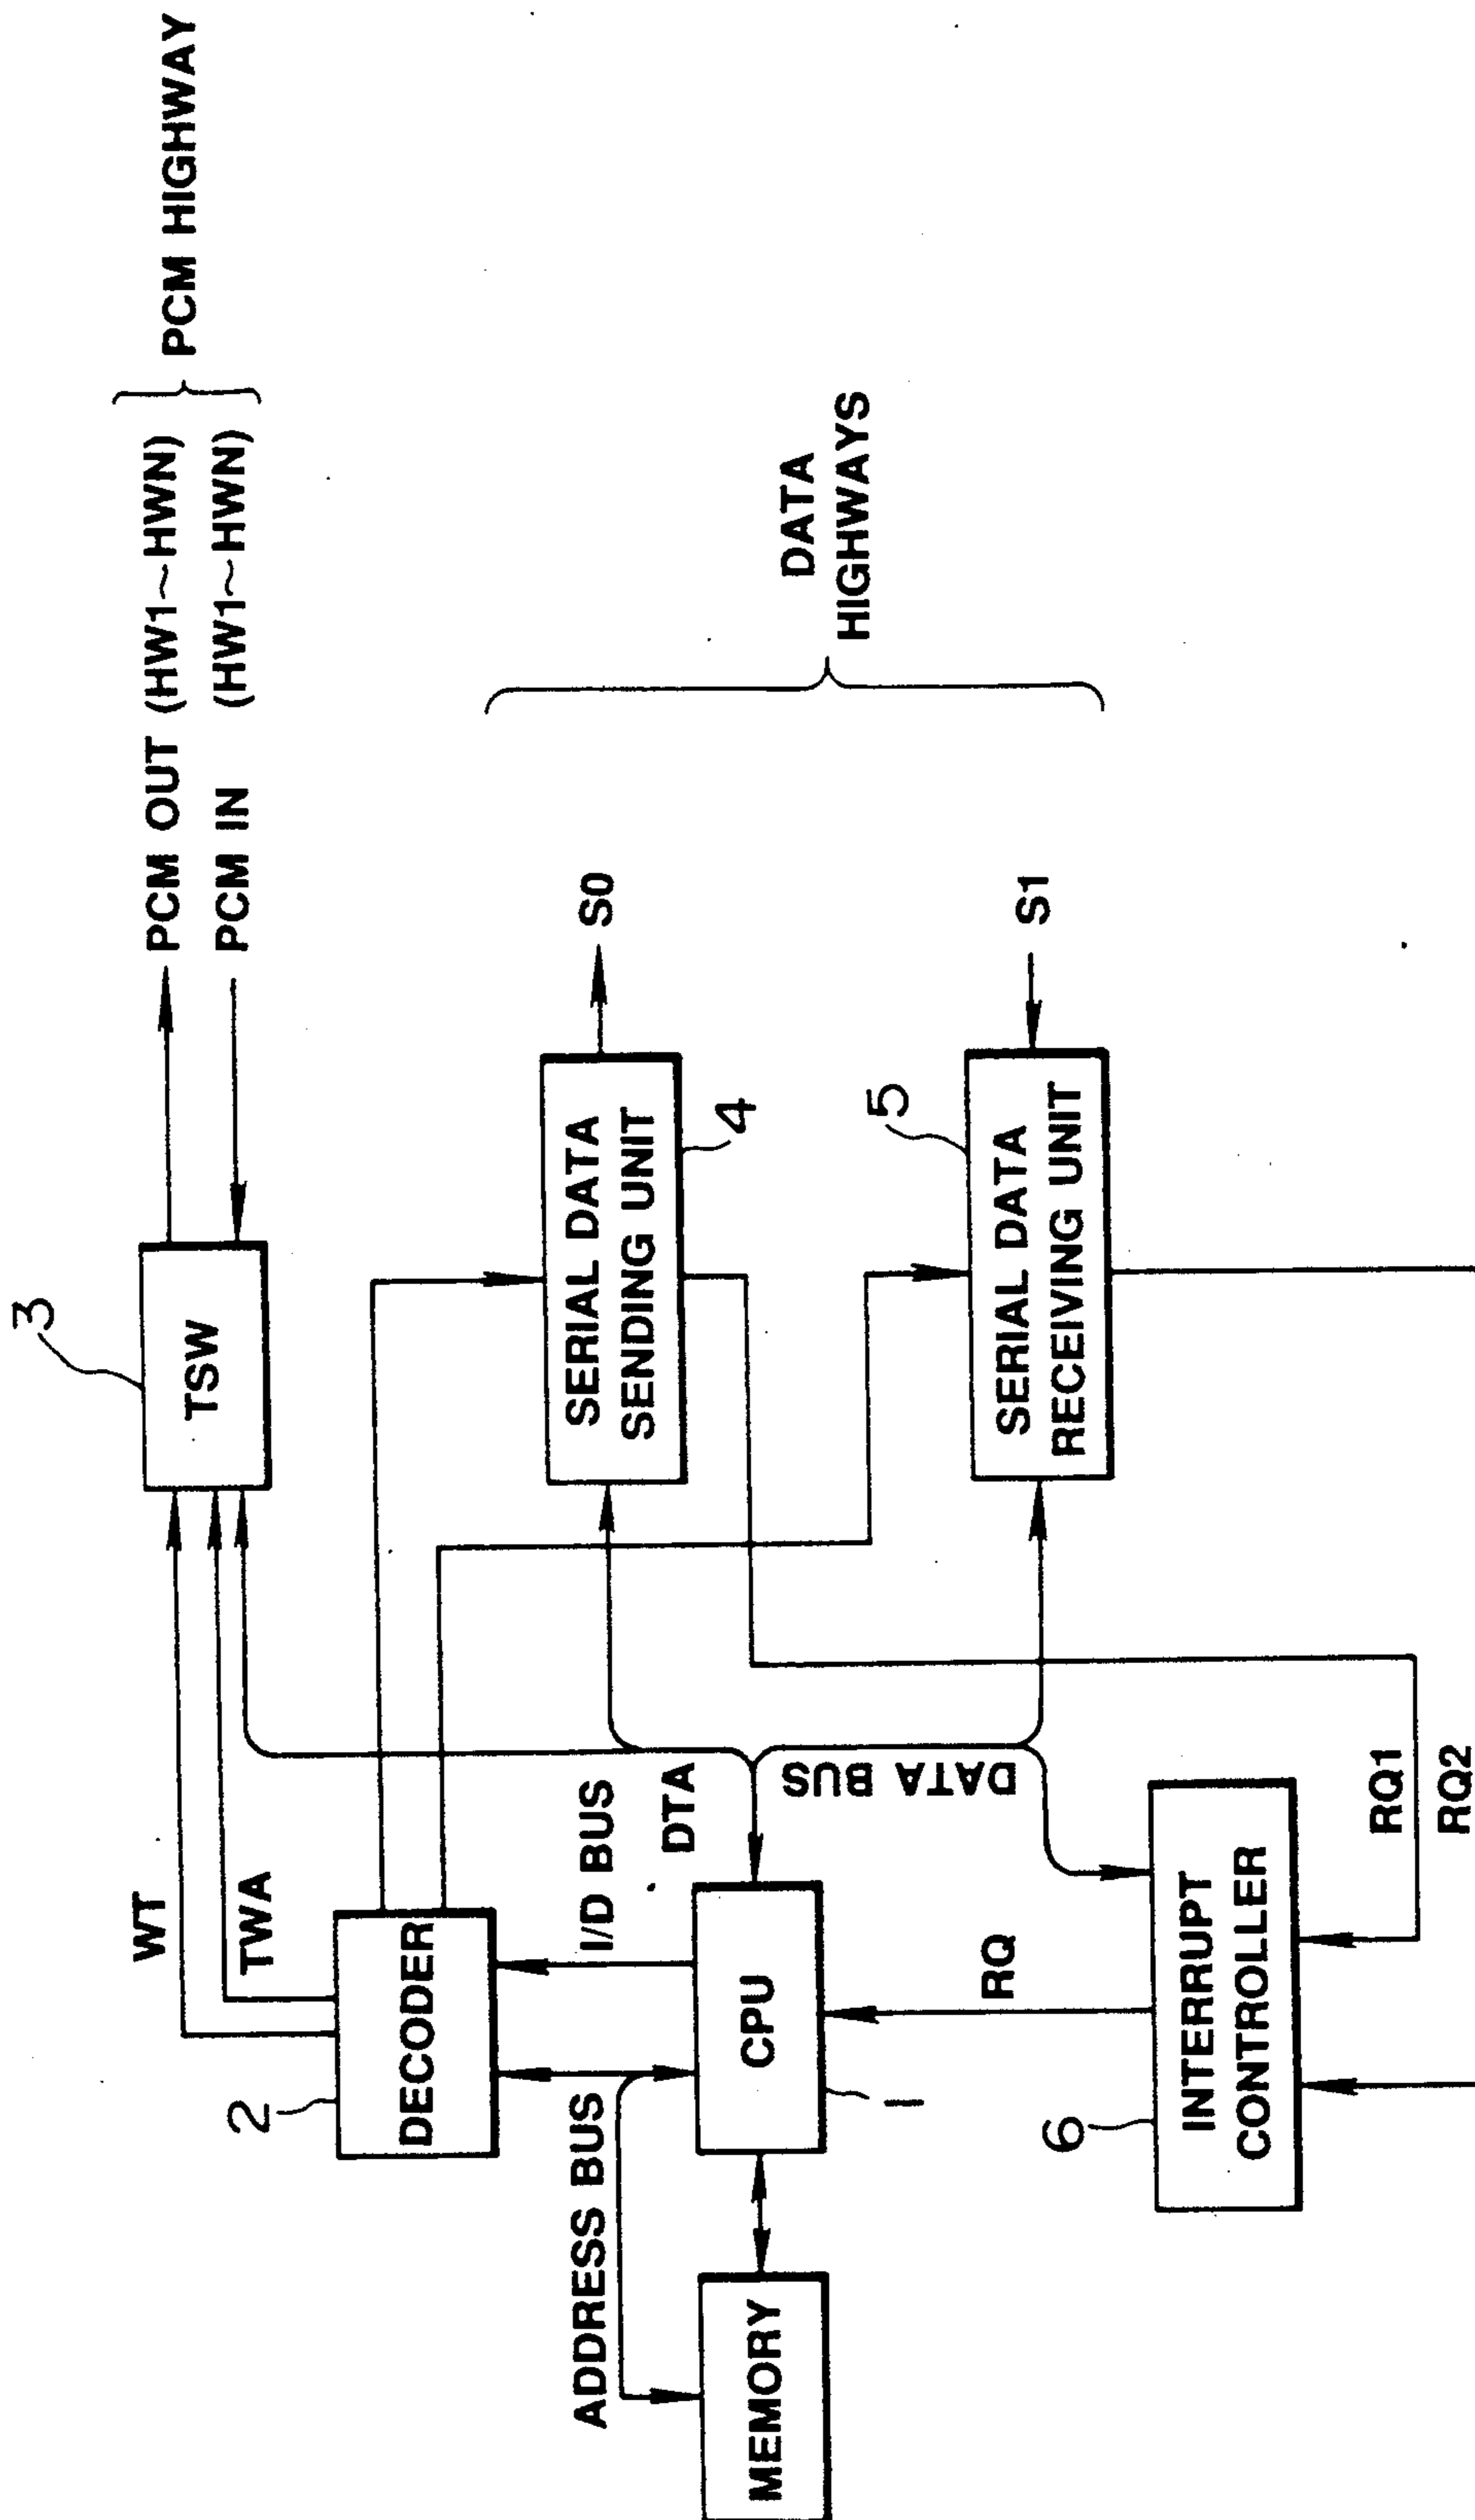 PCM HIGHWAY
PCM OUT (HW1~HWN)
PCM IN (HW1~HWN)
3
TSW
WT
TWA
2
DECODER
S0
SERIAL DATA
SENDING UNIT
4
DATA
HIGHWAYS
I/D BUS
ADDRESS BUS
DTA
DATA BUS
MEMORY
CPU
1
S1
5
SERIAL DATA
RECEIVING UNIT
RQ
6
INTERRUPT
CONTROLLER
RQ1
RQ2